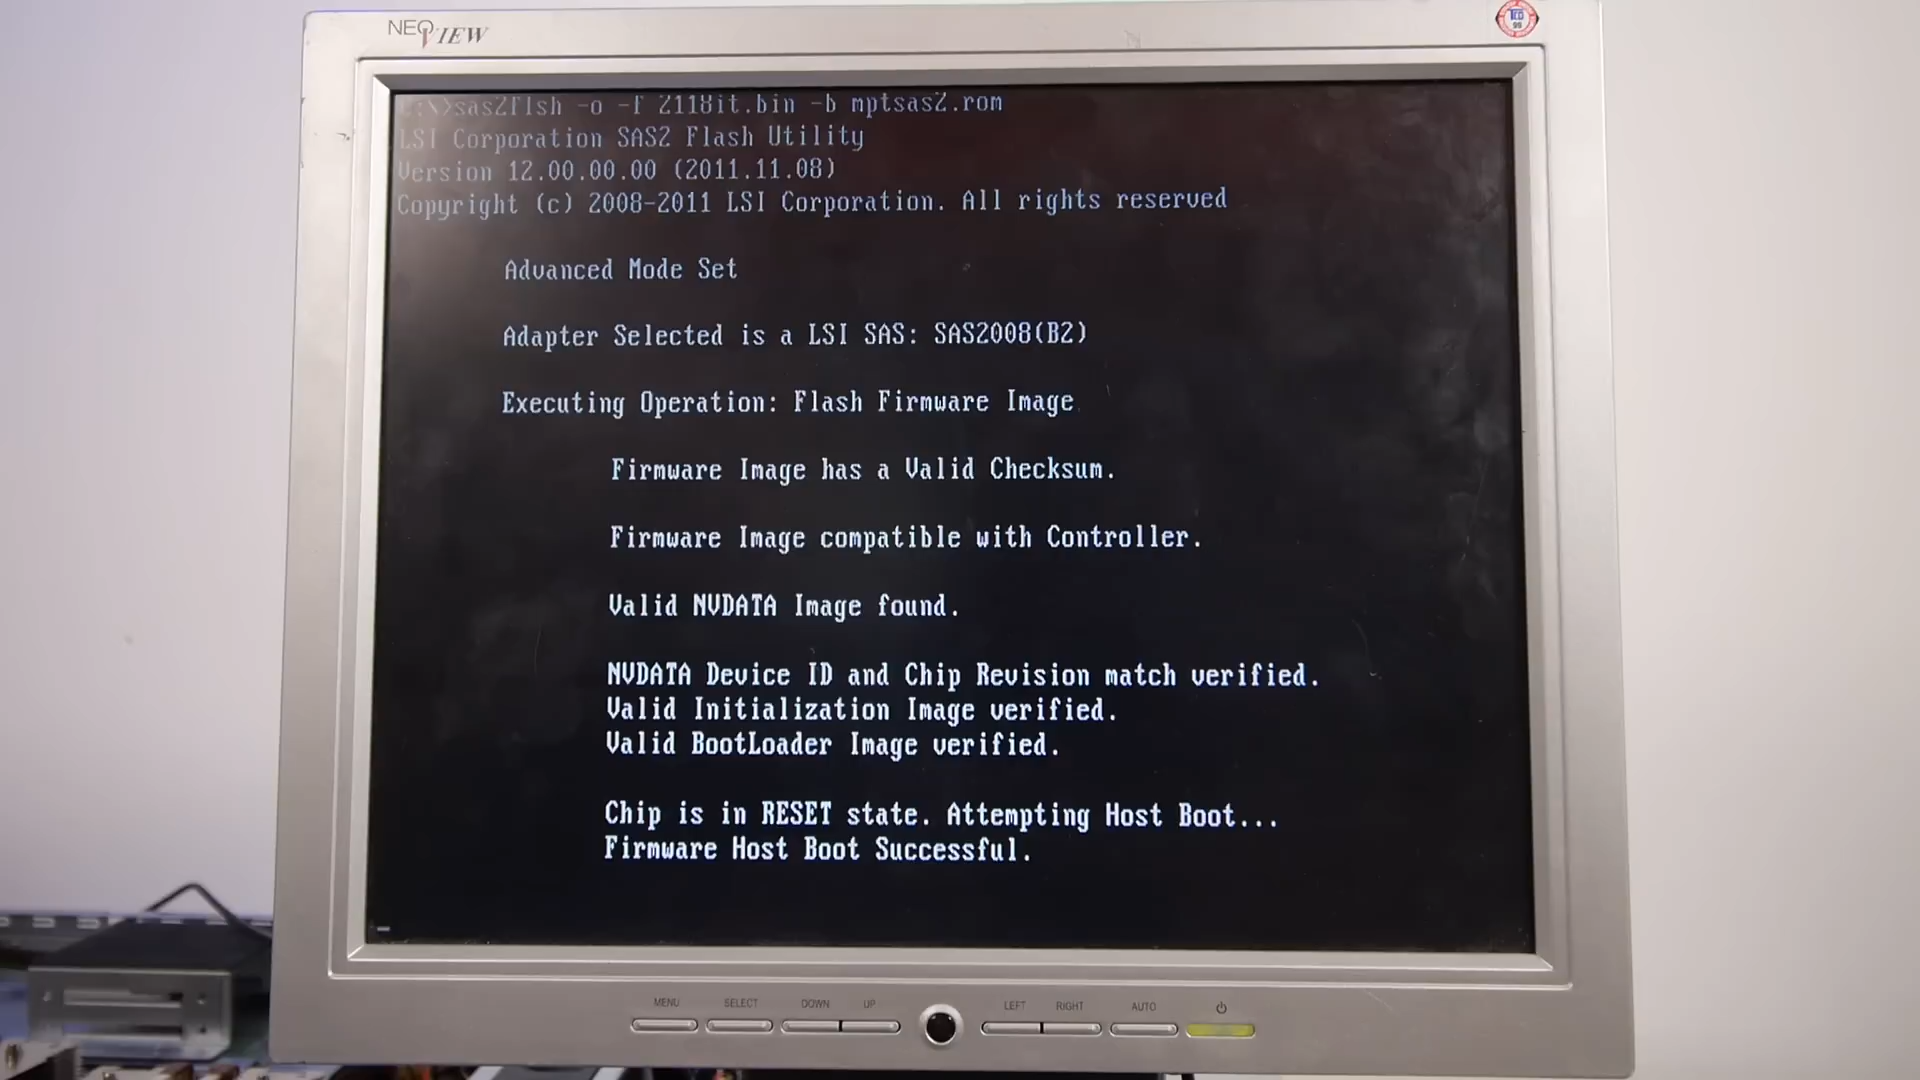 NEOVIEW
TCO
99
:\>sas2flsh -o -f 2118it.bin -b mptsas2.rom
LSI Corporation SAS2 Flash Utility
Version 12.00.00.00 (2011.11.08)
Copyright (c) 2008-2011 LSI Corporation. All rights reserved
Advanced Mode Set
Adapter Selected is a LSI SAS: SAS2008(B2)
Executing Operation: Flash Firmware Image
Firmware Image has a Valid Checksum.
Firmware Image compatible with Controller.
Valid NVDATA Image found.
NVDATA Device ID and Chip Revision match verified.
Valid Initialization Image verified.
Valid BootLoader Image verified.
Chip is in RESET state. Attempting Host Boot...
Firmware Host Boot Successful.
MENU SELECT DOWN UP LEFT RIGHT AUTO